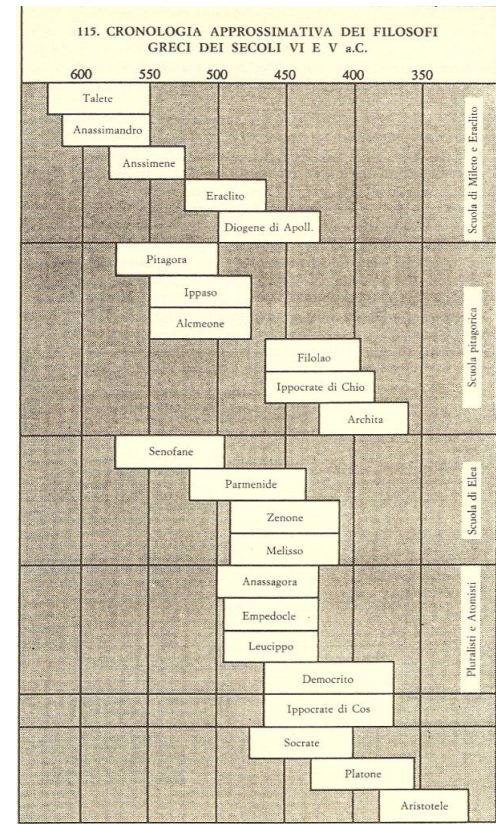 115. CRONOLOGIA APPROSSIMATIVA DEI FILOSOFI
GRECI DEI SECOLI VI E V a.C.
600 550 500 450 400 350
Talete
Anassimandro
Anssimene
Eraclito
Diogene di Apoll.
Scuola di Mileto e Eraclito
Pitagora
Ippaso
Alcmeone
Filolao
Ippocrate di Chio
Archita
Scuola pitagorica
Senofane
Parmenide
Zenone
Melisso
Scuola di Elea
Anassagora
Empedocle
Leucippo
Democrito
Pluralisti e Atomisti
Ippocrate di Cos
Socrate
Platone
Aristotele